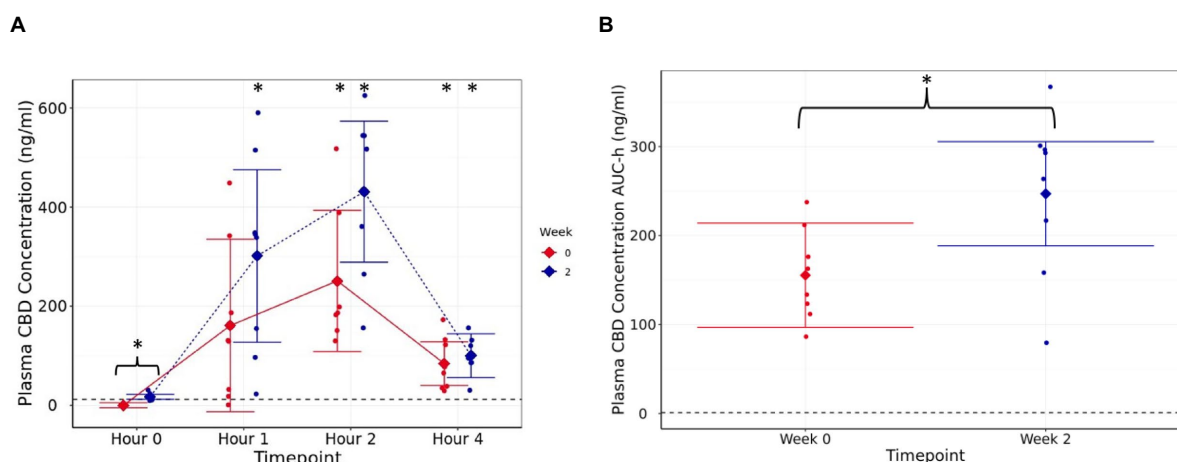 A
B
Plasma CBD Concentration (ng/ml)
600
400
200
0
*
*
* *
* *
Hour 0 Hour 1 Hour 2 Hour 4
Timepoint
Week
0
2
Plasma CBD Concentration AUC-h (ng/ml)
300
200
100
0
*
Week 0 Week 2
Timepoint